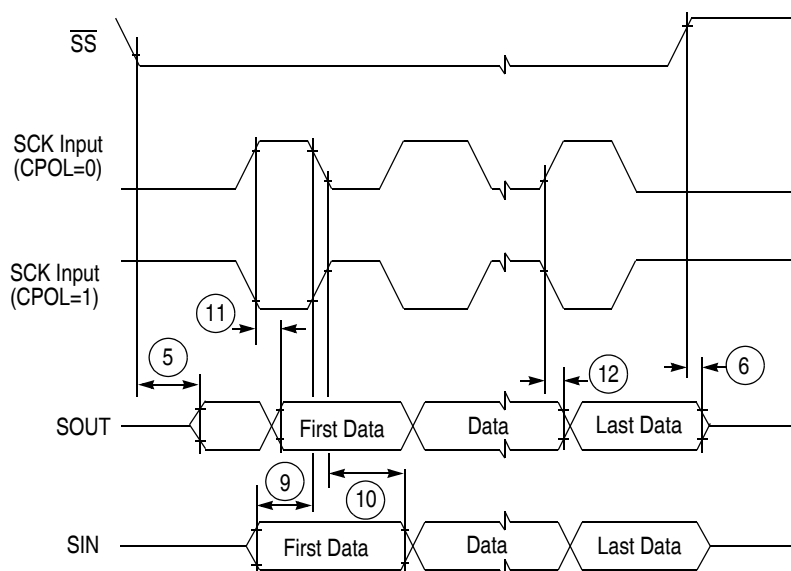 SS
SCK Input
(CPOL=0)
SCK Input
(CPOL=1)
11
5
12
6
SOUT
First Data
Data
Last Data
9
10
SIN
First Data
Data
Last Data